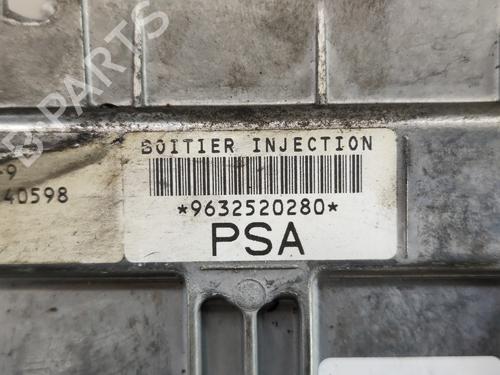 B PARTS
BOITIER INJECTION
-9
40598
*9632520280*
PSA